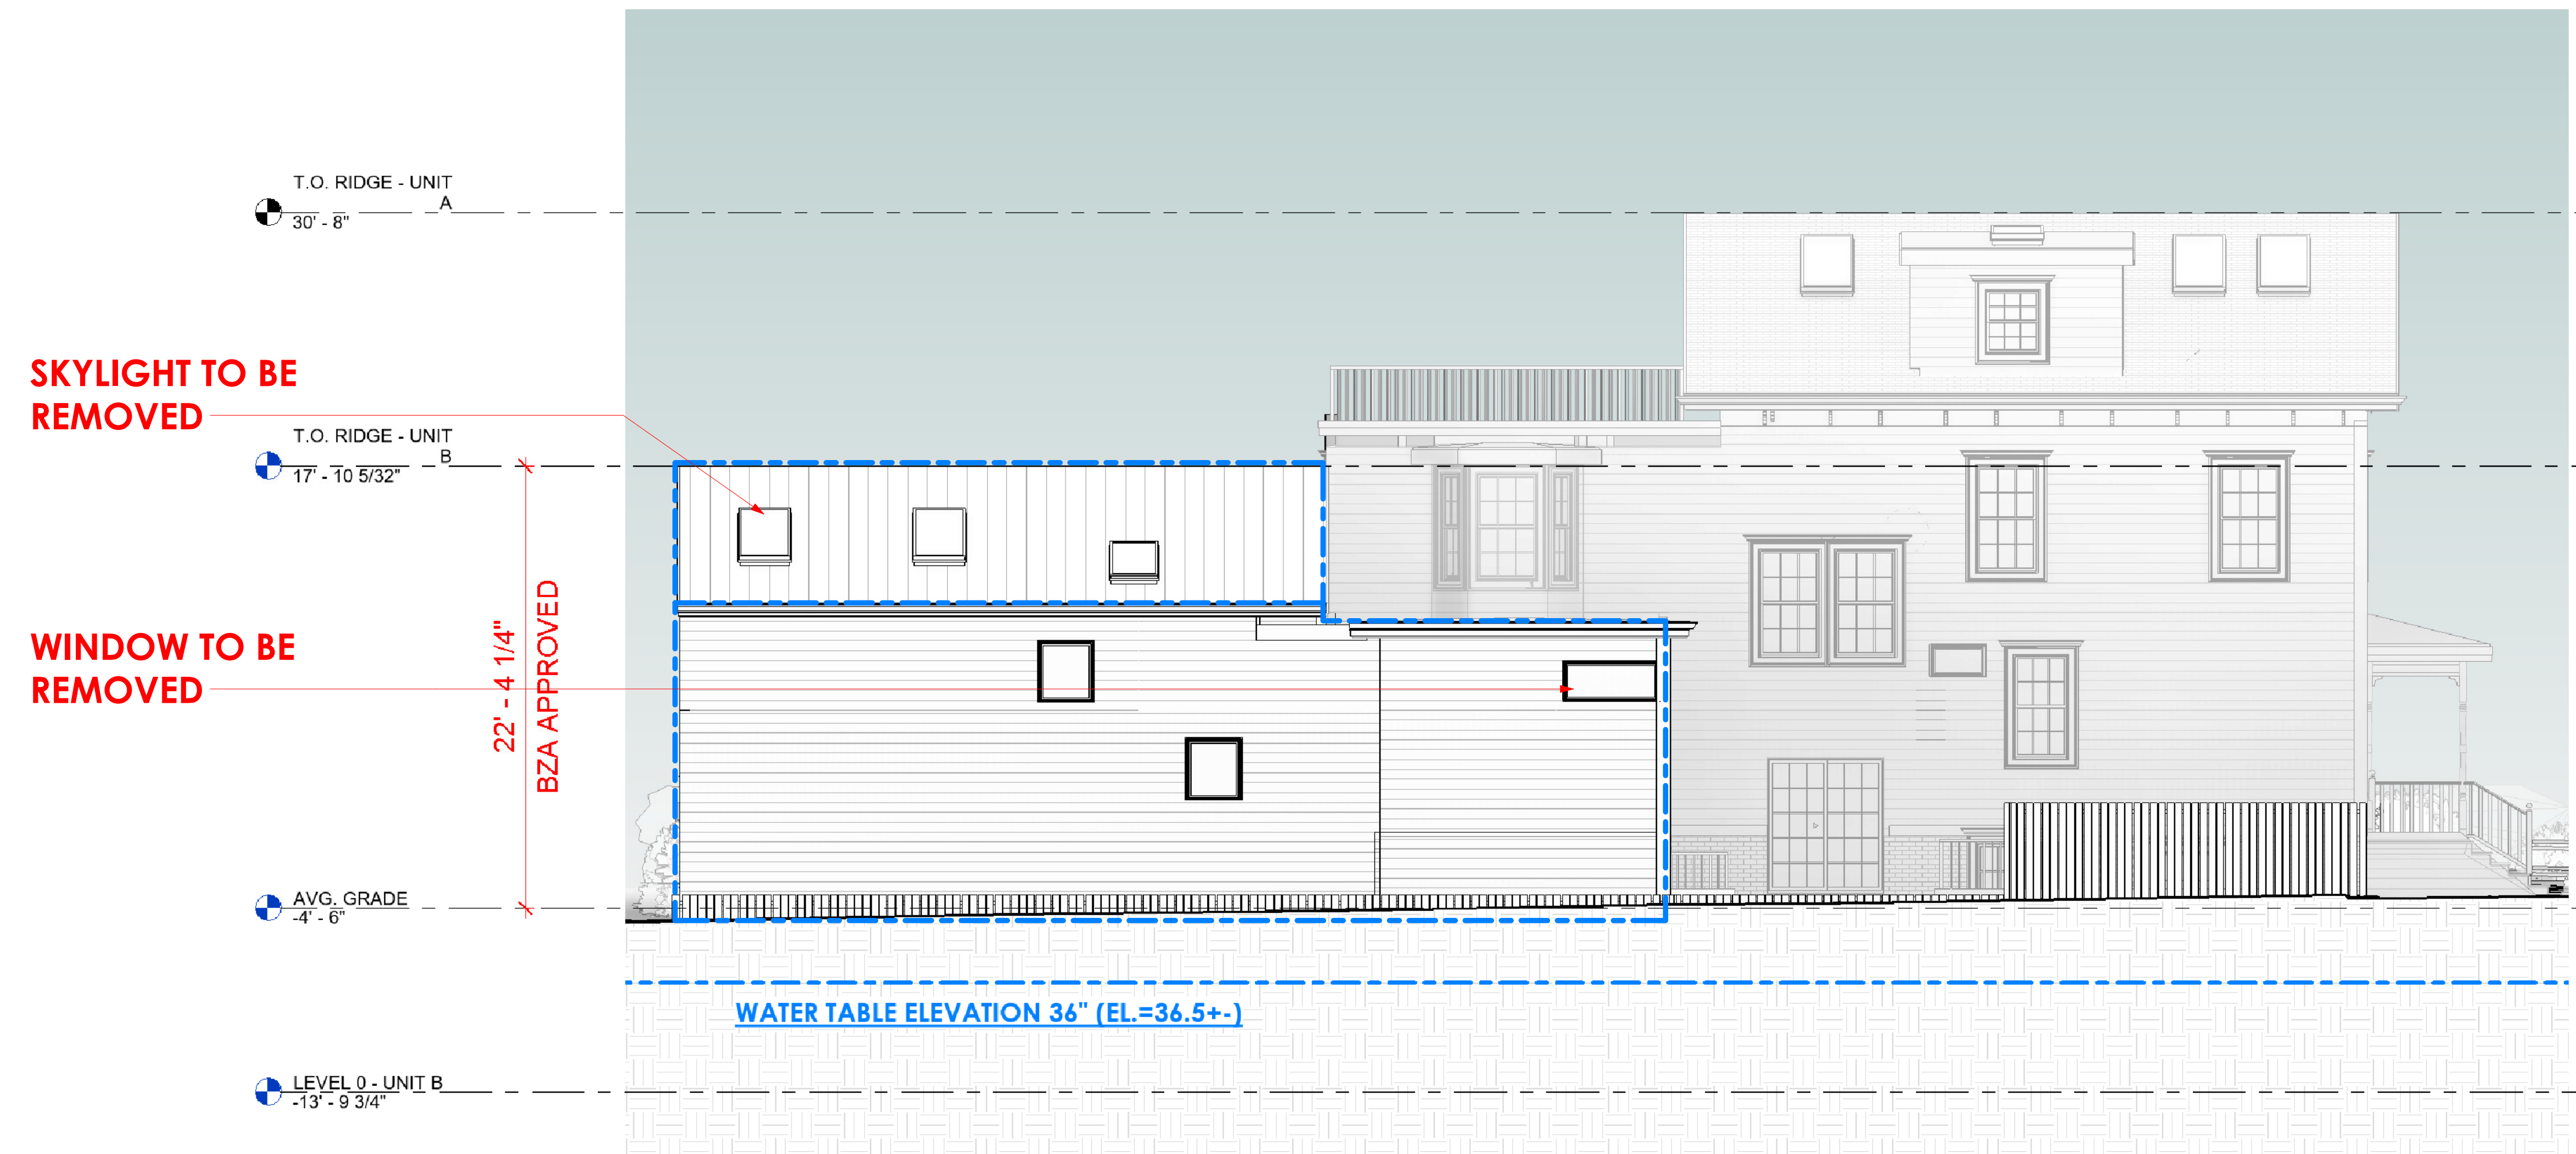 T.O. RIDGE - UNIT
A
30' - 8"
SKYLIGHT TO BE
REMOVED
T.O. RIDGE - UNIT
B
17' - 10 5/32"
WINDOW TO BE
REMOVED
22' - 4 1/4"
BZA APPROVED
AVG. GRADE
-4' - 6"
WATER TABLE ELEVATION 36" (EL.=36.5+-)
LEVEL 0 - UNIT B
-13' - 9 3/4"